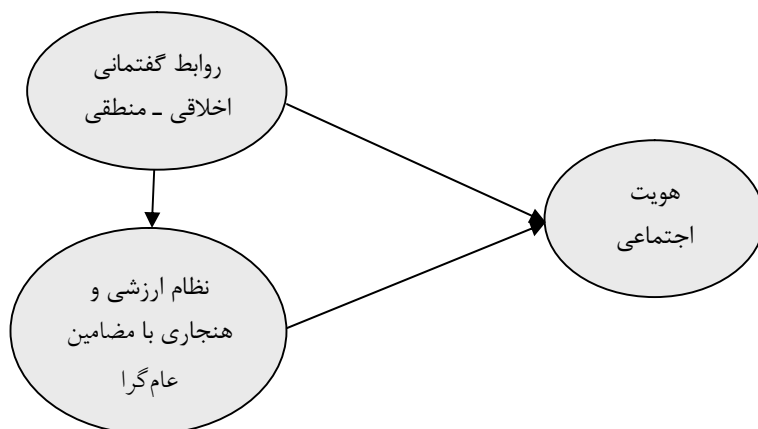 روابط گفتمانی
اخلاقی ـ منطقی
هویت
اجتماعی
نظام ارزشی و
هنجاری با مضامین
عام‌گرا